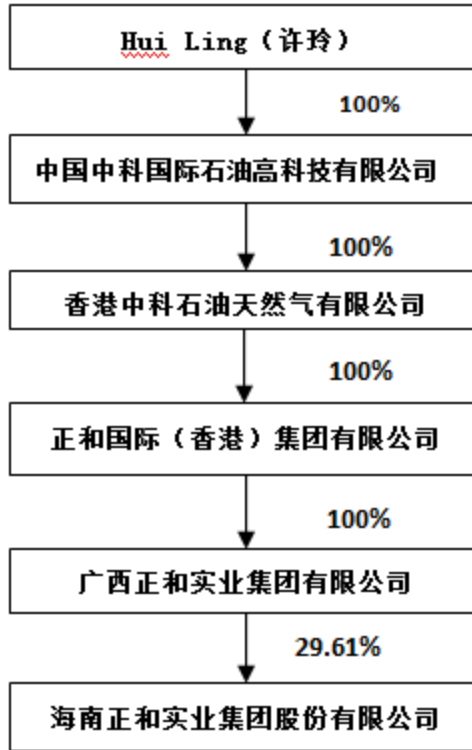 Hui Ling（许玲）
100%
中国中科国际石油高科技有限公司
100%
香港中科石油天然气有限公司
100%
正和国际（香港）集团有限公司
100%
广西正和实业集团有限公司
29.61%
海南正和实业集团股份有限公司